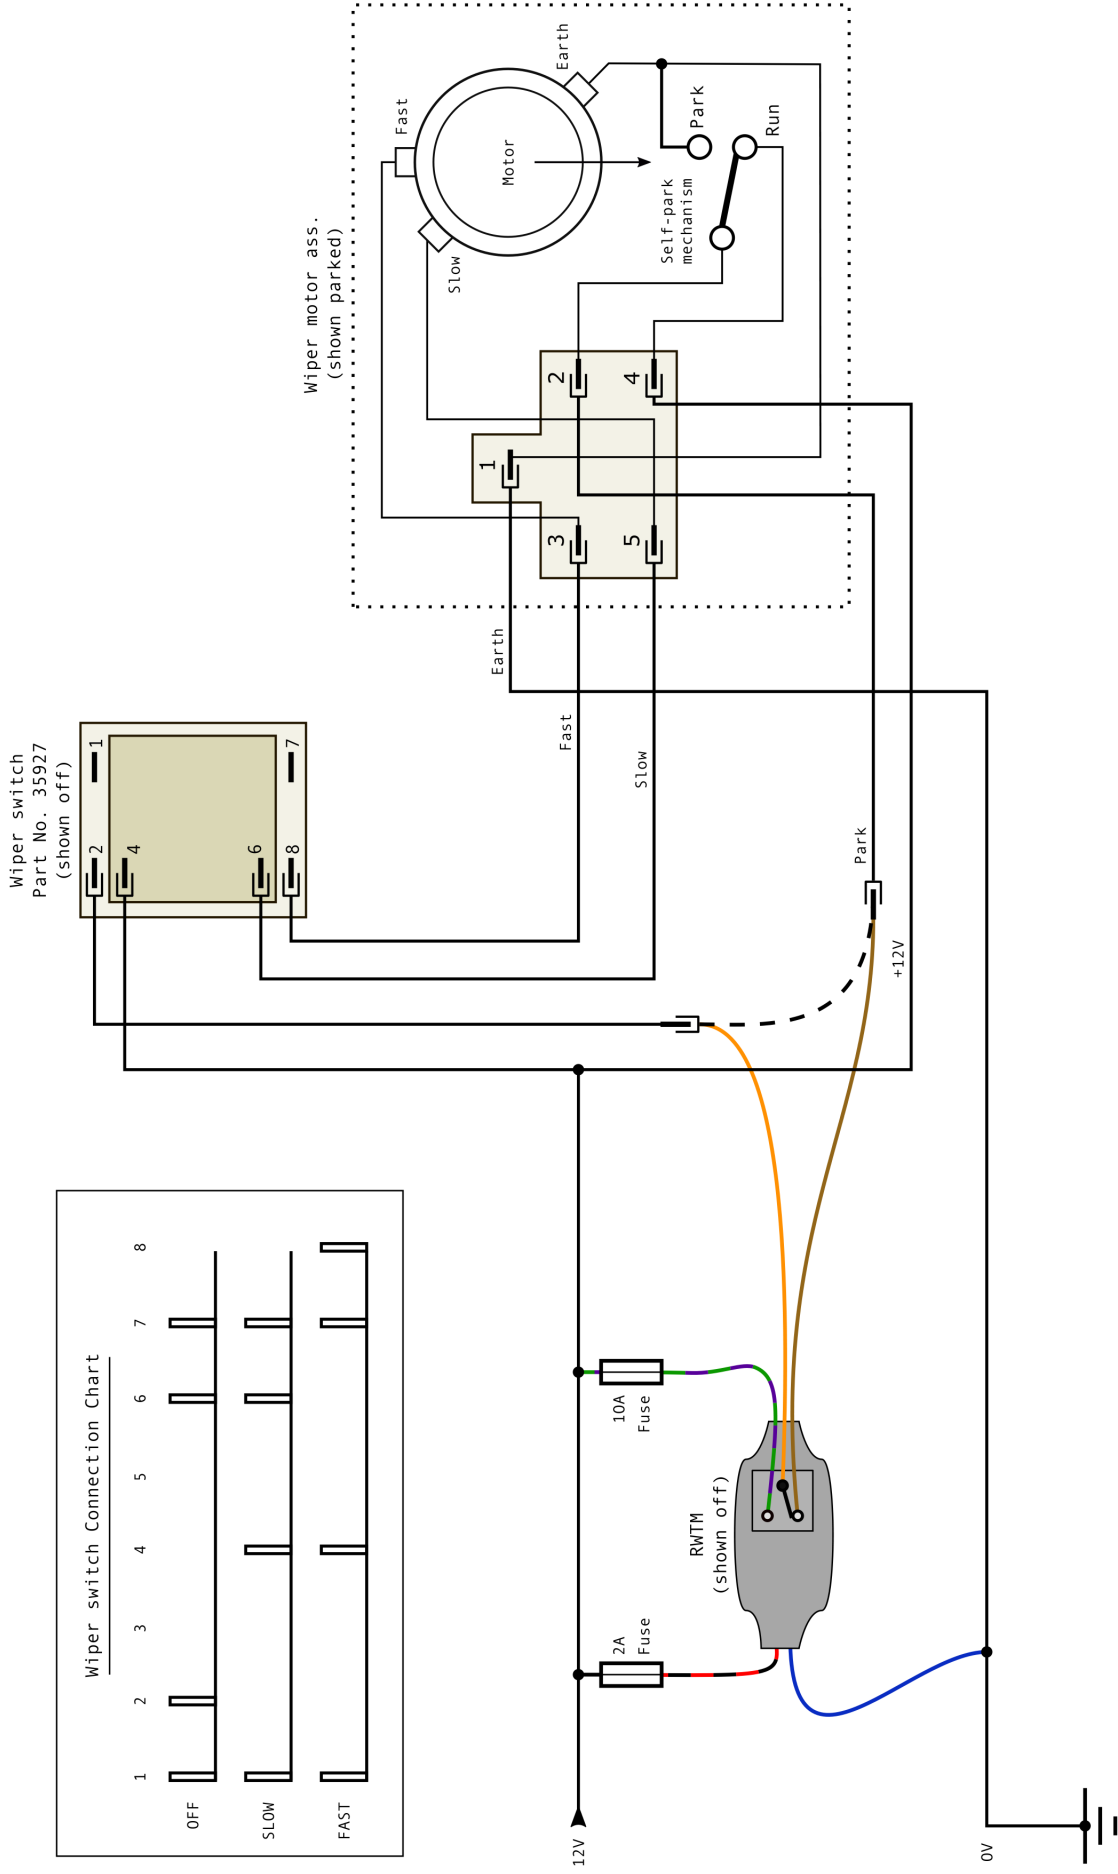 Wiper switch
Part No. 35927
(shown off)
1
2
4
6
7
8
Wiper motor ass.
(shown parked)
Fast
Slow
Earth
Motor
Self-park
mechanism
Park
Run
1
2
3
4
5
Earth
Fast
Slow
Park
+12V
Wiper switch Connection Chart
1 2 3 4 5 6 7 8
OFF
SLOW
FAST
12V
2A
Fuse
10A
Fuse
RWTM
(shown off)
0V